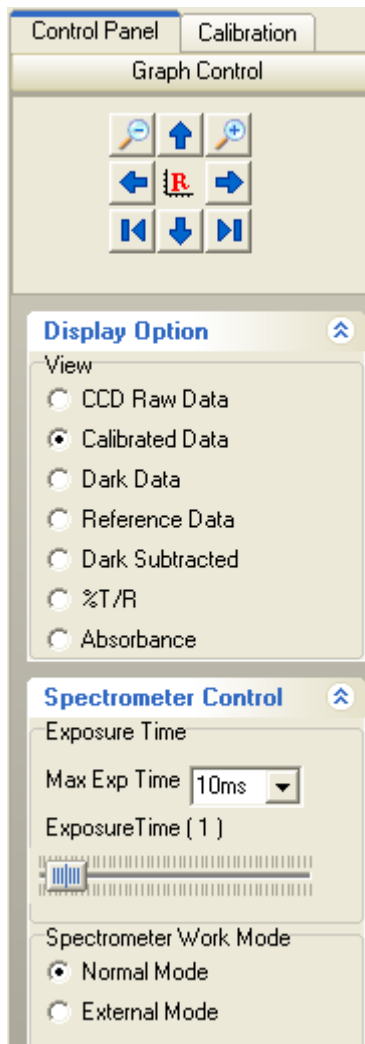 Control Panel Calibration
Graph Control
R
Display Option
View
CCD Raw Data
Calibrated Data
Dark Data
Reference Data
Dark Subtracted
%T/R
Absorbance
Spectrometer Control
Exposure Time
Max Exp Time 10ms
ExposureTime ( 1 )
Spectrometer Work Mode
Normal Mode
External Mode